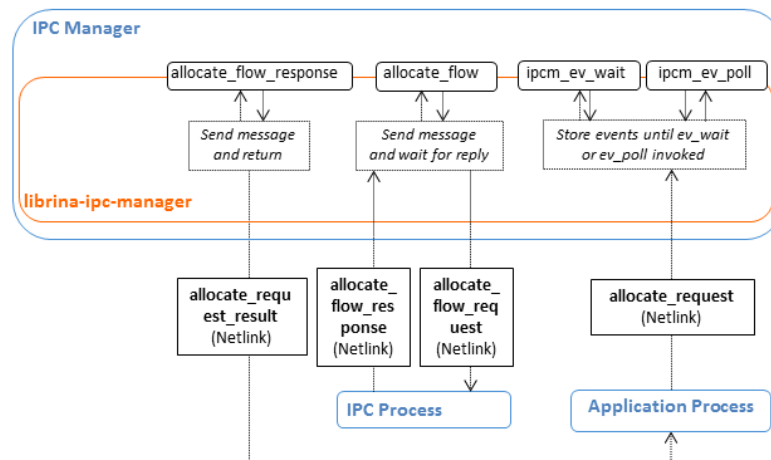 IPC Manager
allocate_flow_response
allocate_flow
ipcm_ev_wait
ipcm_ev_poll
Send message
and return
Send message
and wait for reply
Store events until ev_wait
or ev_poll invoked
librina-ipc-manager
allocate_requ
est_result
(Netlink)
allocate_
flow_res
ponse
(Netlink)
allocate_
flow_req
uest
(Netlink)
allocate_request
(Netlink)
IPC Process
Application Process